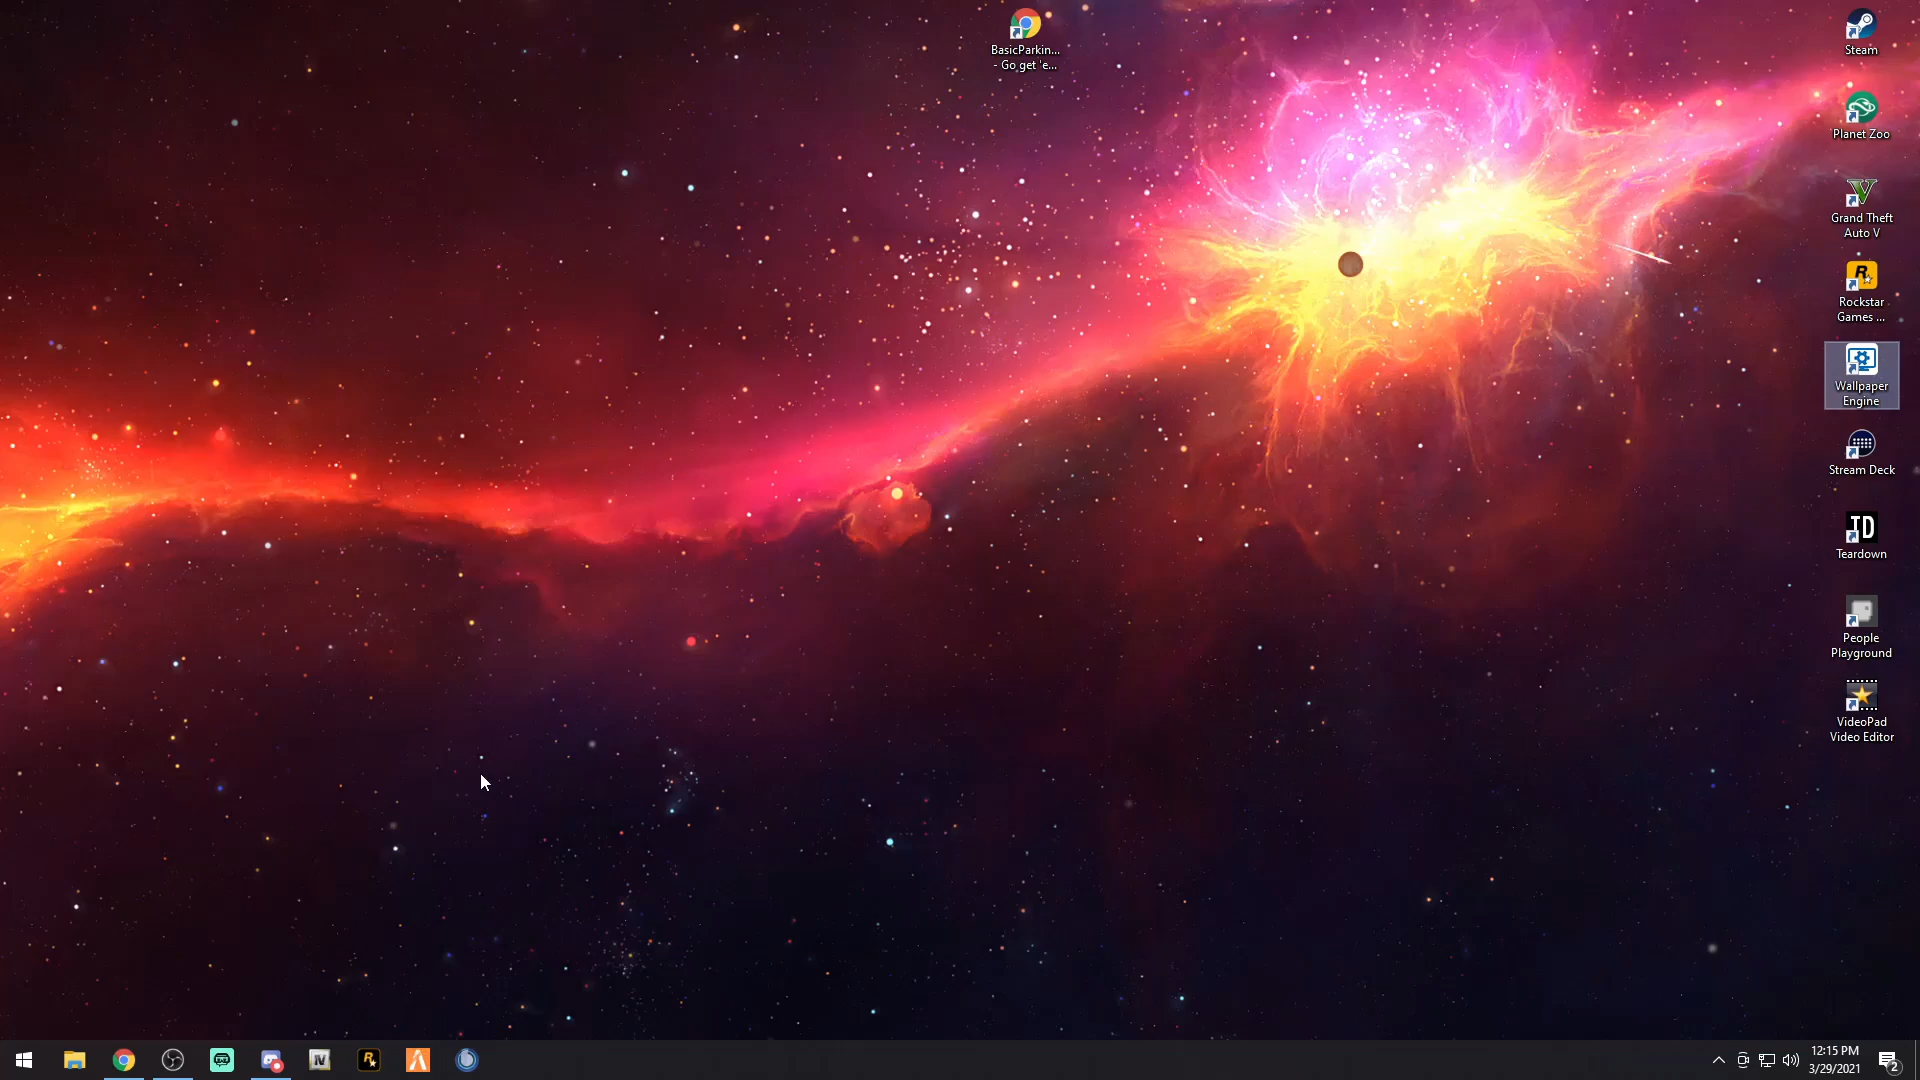 BasicParkin...
- Go get 'e...
Steam
Planet Zoo
Grand Theft
Auto V
Rockstar
Games ...
Wallpaper
Engine
Stream Deck
Teardown
People
Playground
VideoPad
Video Editor
12:15 PM
3/29/2021
2